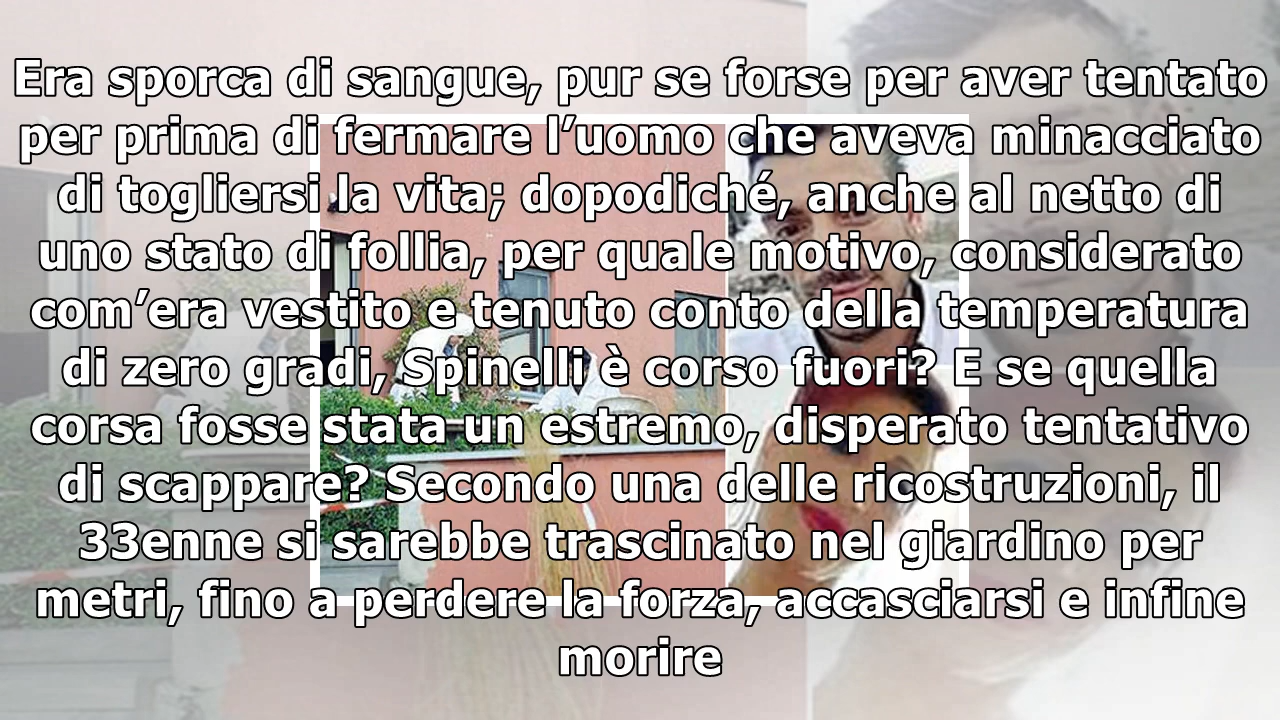 Era sporca di sangue, pur se forse per aver tentato
per prima di fermare l’uomo che aveva minacciato
di togliersi la vita; dopodiché, anche al netto di
uno stato di follia, per quale motivo, considerato
com’era vestito e tenuto conto della temperatura
di zero gradi, Spinelli è corso fuori? E se quella
corsa fosse stata un estremo, disperato tentativo
di scappare? Secondo una delle ricostruzioni, il
33enne si sarebbe trascinato nel giardino per
metri, fino a perdere la forza, accasciarsi e infine
morire